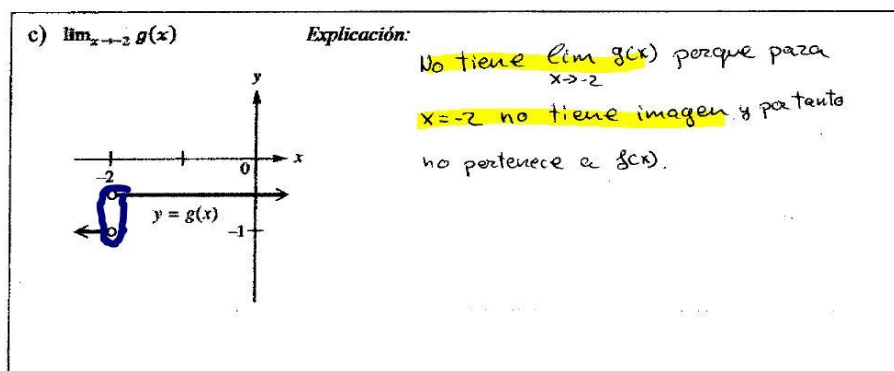 c) lim x→−2 g(x) Explicación:
No tiene lim g(x) porque para
x→-2
x=-2 no tiene imagen y por tanto
no pertenece a f(x).
y
x
−2
0
y = g(x)
−1